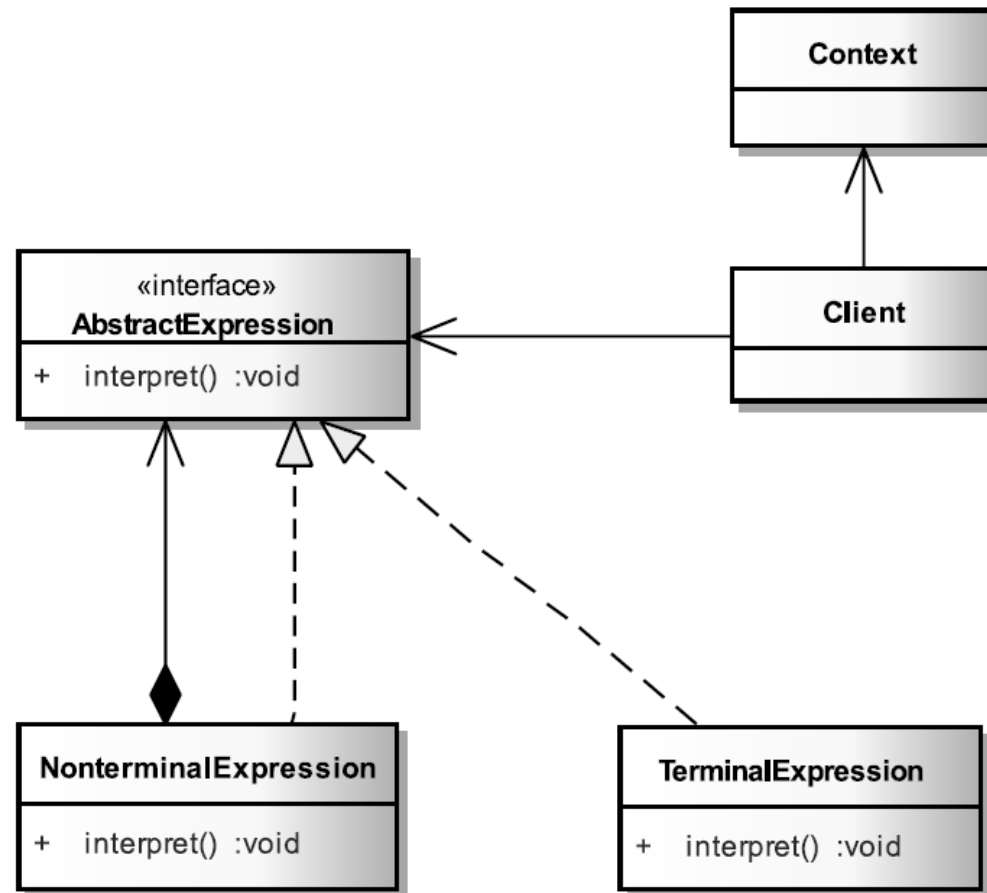 Context
Client
«interface»
AbstractExpression
+ interpret() :void
NonterminalExpression
+ interpret() :void
TerminalExpression
+ interpret() :void